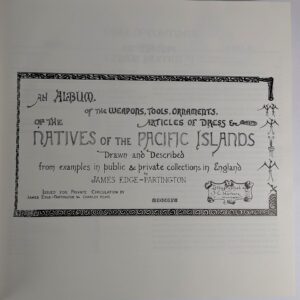 AN ALBUM.
OF THE WEAPONS, TOOLS, ORNAMENTS,
ARTICLES OF DRESS &
OF THE
NATIVES OF THE PACIFIC ISLANDS
Drawn and Described
from examples in public & private collections in England
by
JAMES EDGE-PARTINGTON
ISSUED FOR PRIVATE CIRCULATION BY
JAMES EDGE-PARTINGTON & CHARLES HEAPE